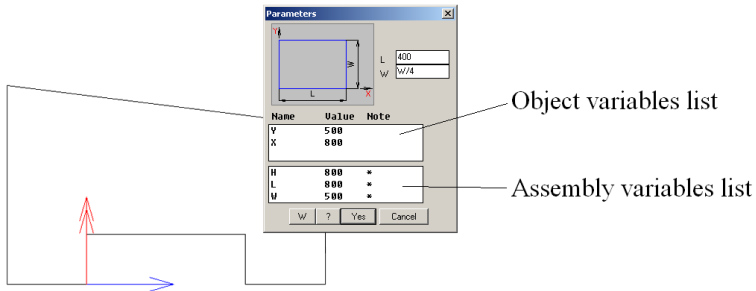 Parameters
Y
W
L
X
L 400
W W/4
Name Value Note
Y 500
X 800
H 800 *
L 800 *
W 500 *
W ? Yes Cancel
Object variables list
Assembly variables list